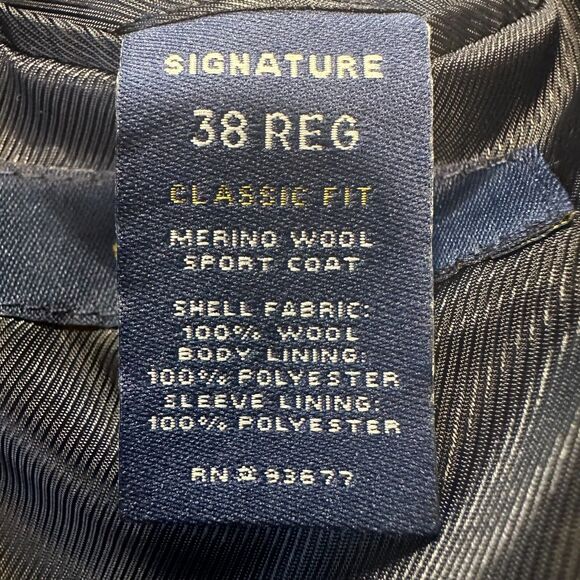 SIGNATURE
38 REG
CLASSIC FIT
MERINO WOOL
SPORT COAT
SHELL FABRIC:
100% WOOL
BODY LINING:
100% POLYESTER
SLEEVE LINING:
100% POLYESTER
RN # 93677